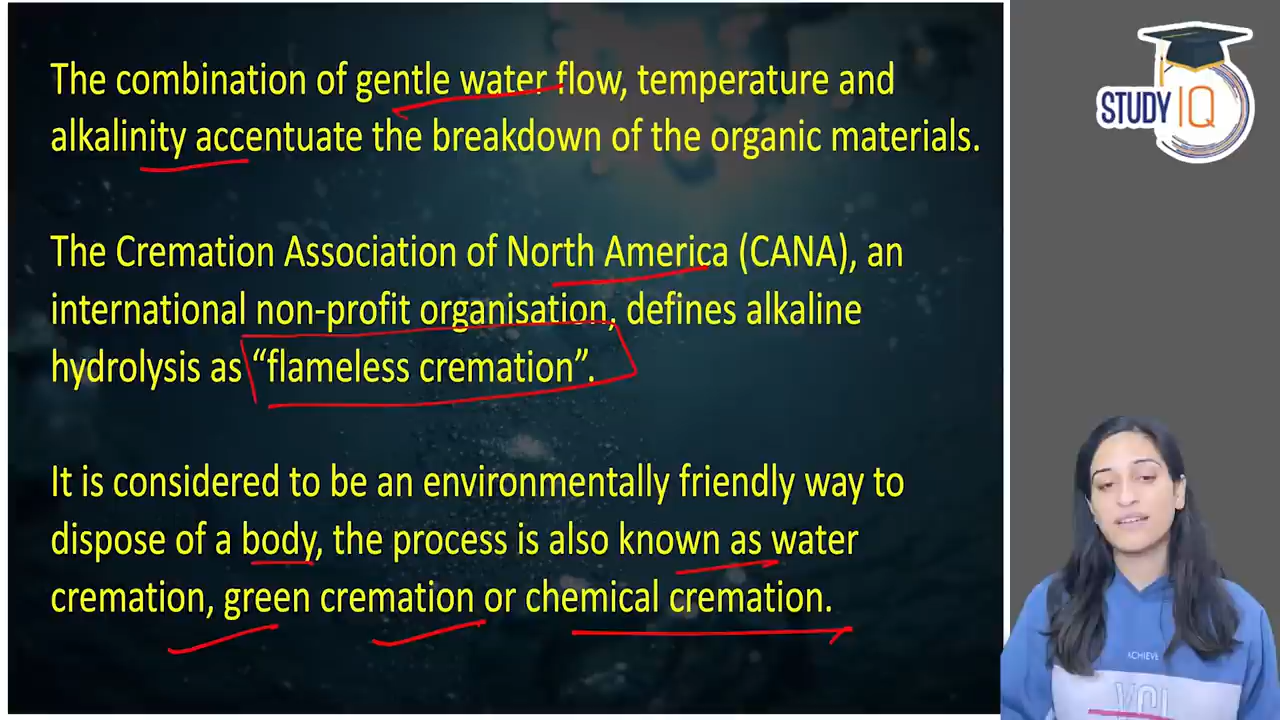 The combination of gentle water flow, temperature and
alkalinity accentuate the breakdown of the organic materials.
The Cremation Association of North America (CANA), an
international non-profit organisation, defines alkaline
hydrolysis as “flameless cremation”.
It is considered to be an environmentally friendly way to
dispose of a body, the process is also known as water
cremation, green cremation or chemical cremation.
STUDY IQ
ACHIEVE